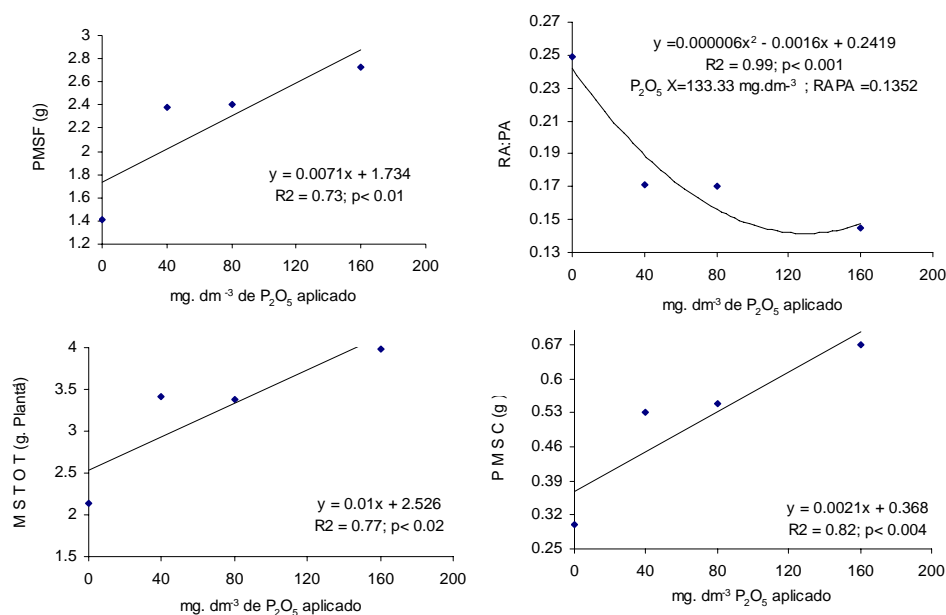 PMSF (g)
3
2.8
2.6
2.4
2.2
2
1.8
1.6
1.4
1.2
y = 0.0071x + 1.734
R2 = 0.73; p< 0.01
0 40 80 120 160 200
mg. dm⁻³ de P₂O₅ aplicado
RA:PA
0.27
0.25
0.23
0.21
0.19
0.17
0.15
0.13
y =0.000006x² - 0.0016x + 0.2419
R2 = 0.99; p< 0.001
P₂O₅ X=133.33 mg.dm-³ ; RAPA =0.1352
0 40 80 120 160 200
mg. dm-³ de P₂O₅ aplicado
M S T O T (g. Plantá)
4
3.5
3
2.5
2
1.5
y = 0.01x + 2.526
R2 = 0.77; p< 0.02
0 40 80 120 160 200
mg. dm-³ de P₂O₅ aplicado
P M S C (g )
0.67
0.6
0.53
0.46
0.39
0.32
0.25
y = 0.0021x + 0.368
R2 = 0.82; p< 0.004
0 40 80 120 160 200
mg. dm-³ P₂O₅ aplicado